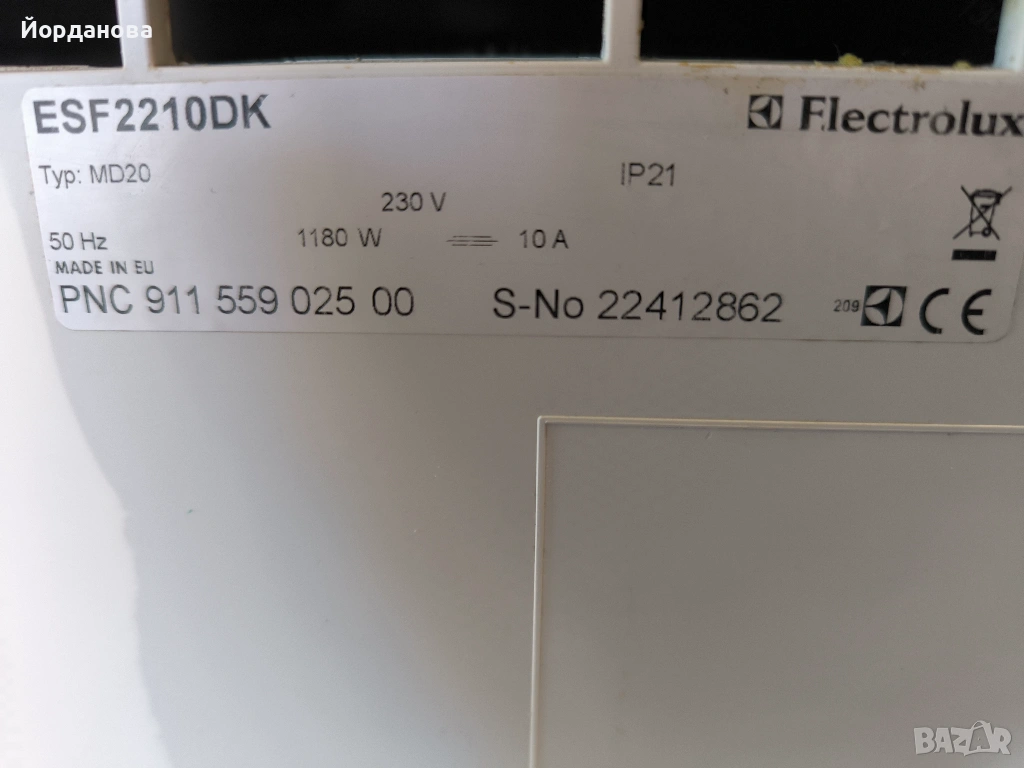 Йорданова
ESF2210DK
Electrolux
Typ: MD20
IP21
230 V
50 Hz
1180 W
10 A
MADE IN EU
PNC 911 559 025 00
S-No 22412862
209
CE
BAZAR